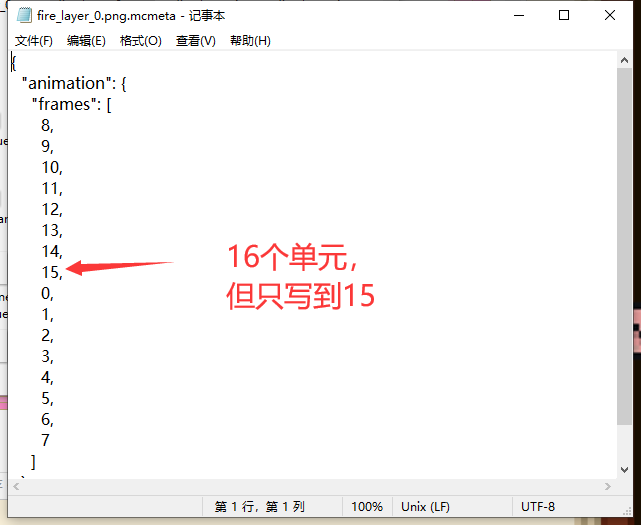 fire_layer_0.png.mcmeta - 记事本
文件(F) 编辑(E) 格式(O) 查看(V) 帮助(H)
{
"animation": {
"frames": [
8,
9,
10,
11,
12,
13,
14,
15,
0,
1,
2,
3,
4,
5,
6,
7
]
16个单元，
但只写到15
第 1 行，第 1 列 100% Unix (LF) UTF-8